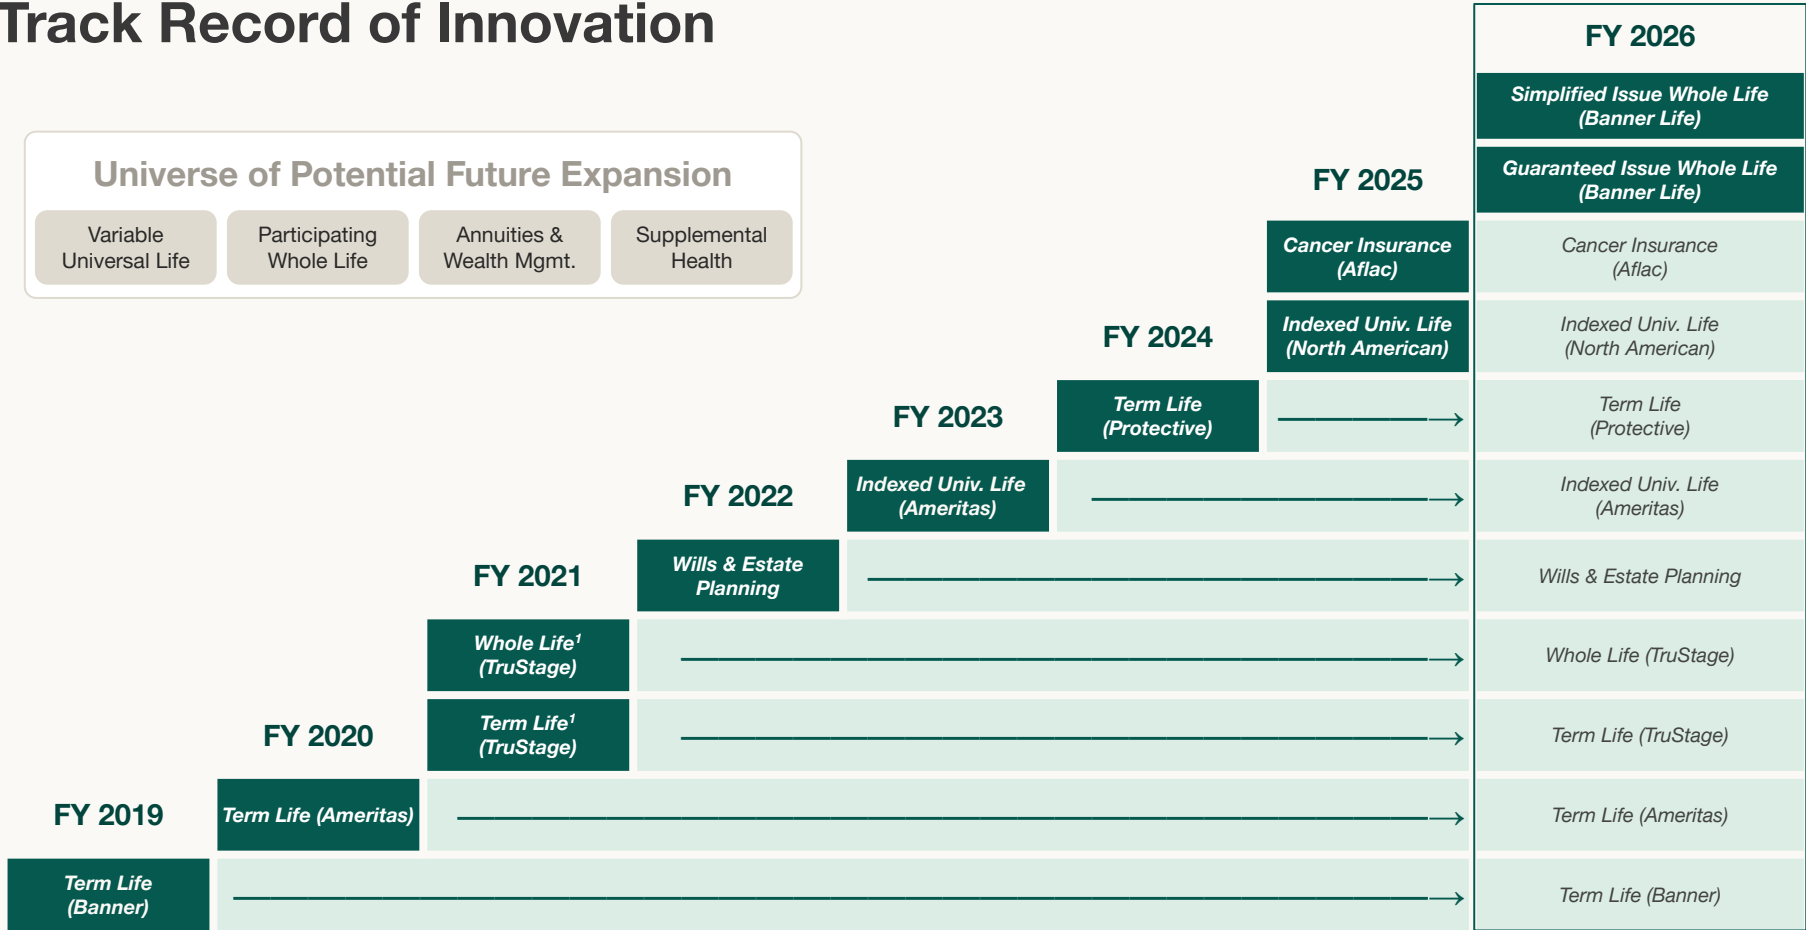 Track Record of Innovation
Universe of Potential Future Expansion
Variable
Universal Life
Participating
Whole Life
Annuities &
Wealth Mgmt.
Supplemental
Health
FY 2019
Term Life
(Banner)
FY 2020
Term Life (Ameritas)
FY 2021
Whole Life¹
(TruStage)
Term Life¹
(TruStage)
FY 2022
Wills & Estate
Planning
FY 2023
Indexed Univ. Life
(Ameritas)
FY 2024
Term Life
(Protective)
FY 2025
Cancer Insurance
(Aflac)
Indexed Univ. Life
(North American)
FY 2026
Simplified Issue Whole Life
(Banner Life)
Guaranteed Issue Whole Life
(Banner Life)
Cancer Insurance
(Aflac)
Indexed Univ. Life
(North American)
Term Life
(Protective)
Indexed Univ. Life
(Ameritas)
Wills & Estate Planning
Whole Life (TruStage)
Term Life (TruStage)
Term Life (Ameritas)
Term Life (Banner)